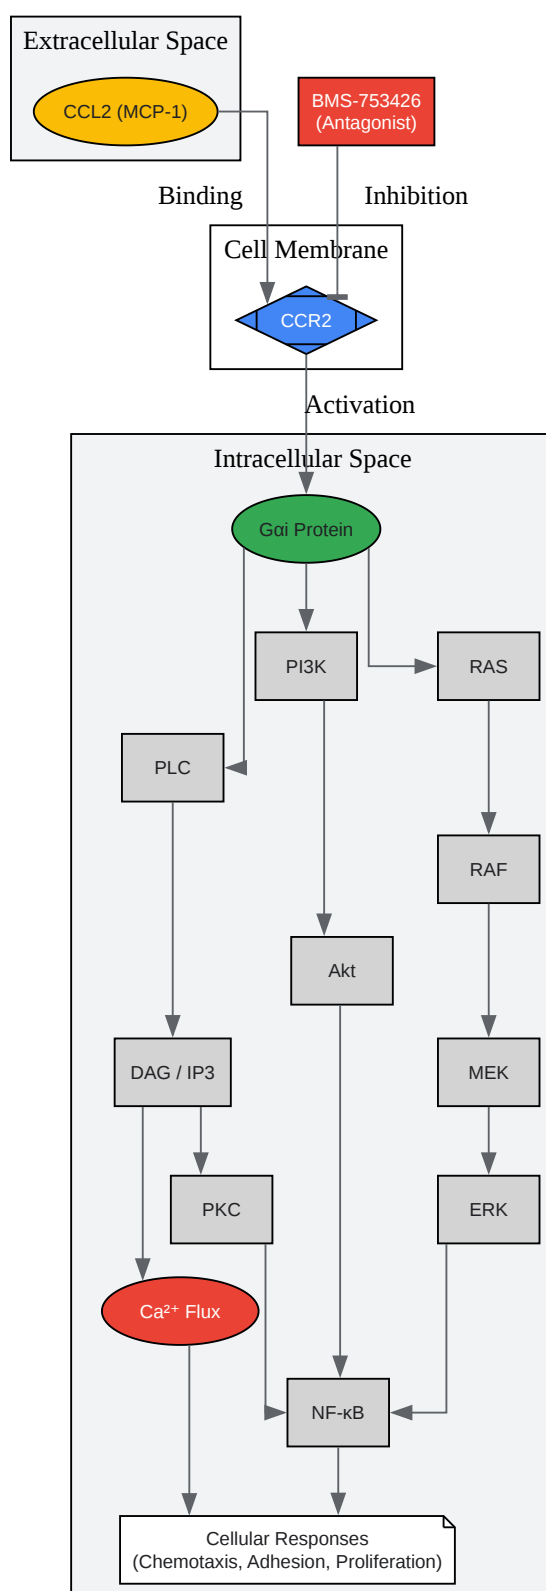 Extracellular Space
CCL2 (MCP-1)
BMS-753426
(Antagonist)
Binding
Inhibition
Cell Membrane
CCR2
Activation
Intracellular Space
Gαi Protein
PI3K
RAS
PLC
RAF
Akt
DAG / IP3
MEK
PKC
ERK
Ca²⁺ Flux
NF-κB
Cellular Responses
(Chemotaxis, Adhesion, Proliferation)